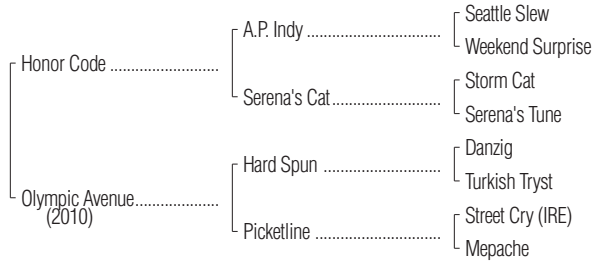 Seattle Slew
A.P. Indy ..............................
Weekend Surprise
Honor Code ........................
Storm Cat
Serena's Cat........................
Serena's Tune
Danzig
Hard Spun ..........................
Turkish Tryst
Olympic Avenue...................
(2010)
Street Cry (IRE)
Picketline ............................
Mepache